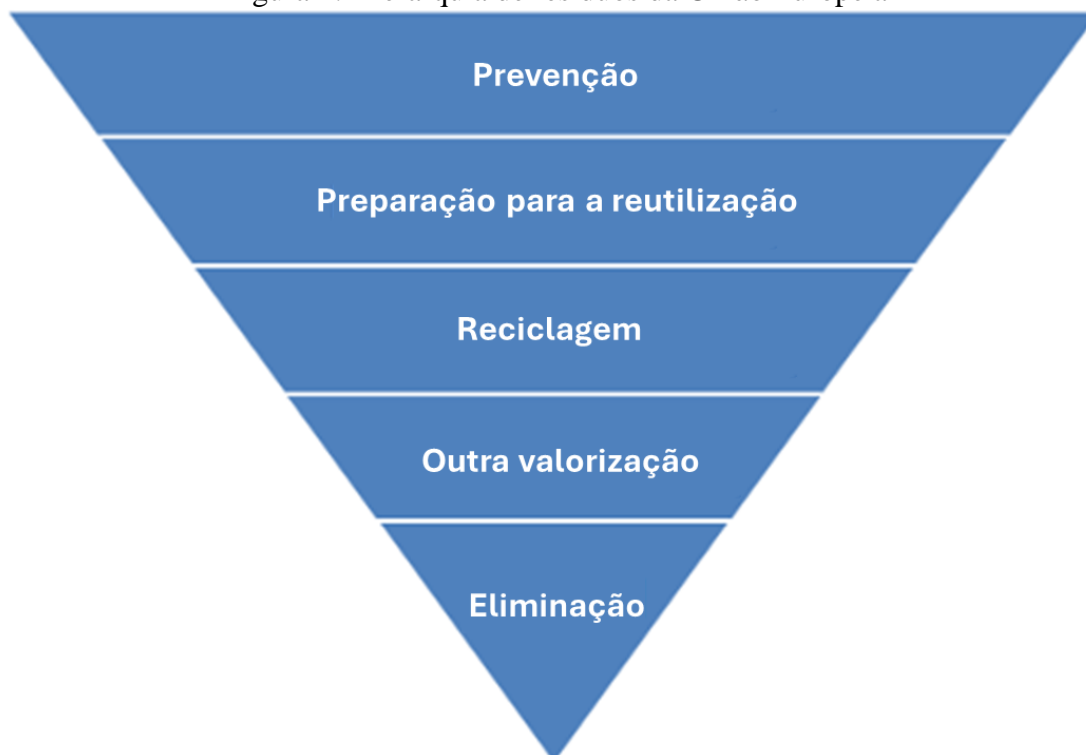 Prevenção
Preparação para a reutilização
Reciclagem
Outra valorização
Eliminação